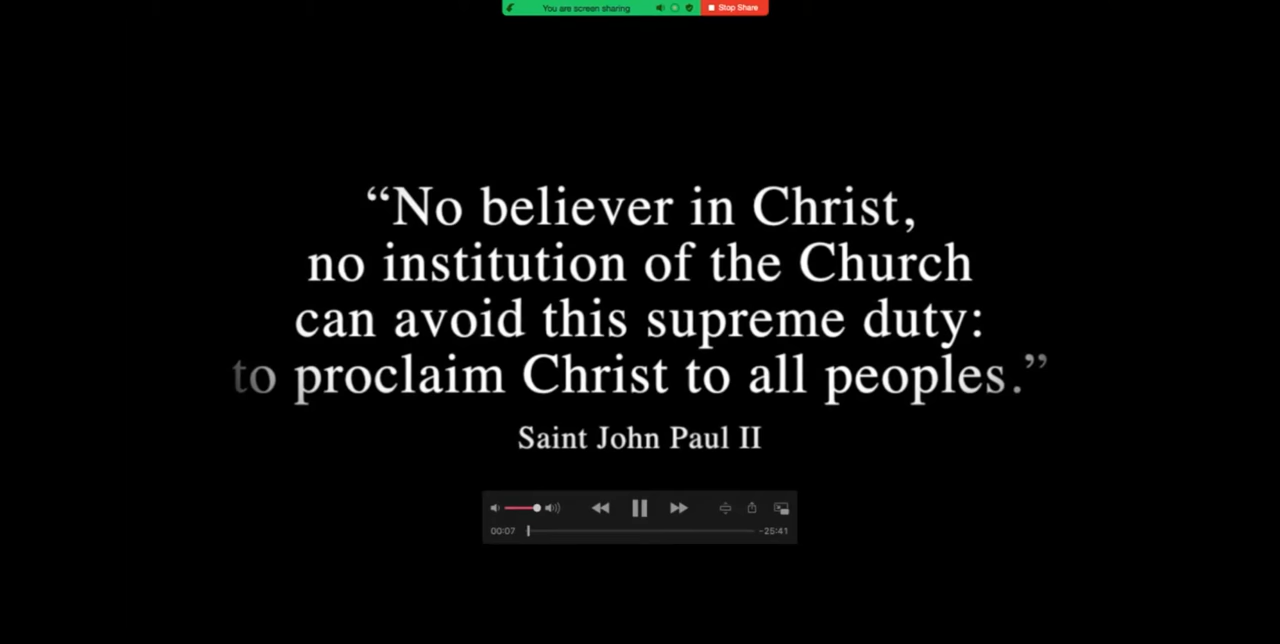 You are screen sharing
Stop Share
“No believer in Christ,
no institution of the Church
can avoid this supreme duty:
to proclaim Christ to all peoples.”
Saint John Paul II
00:07
-25:41